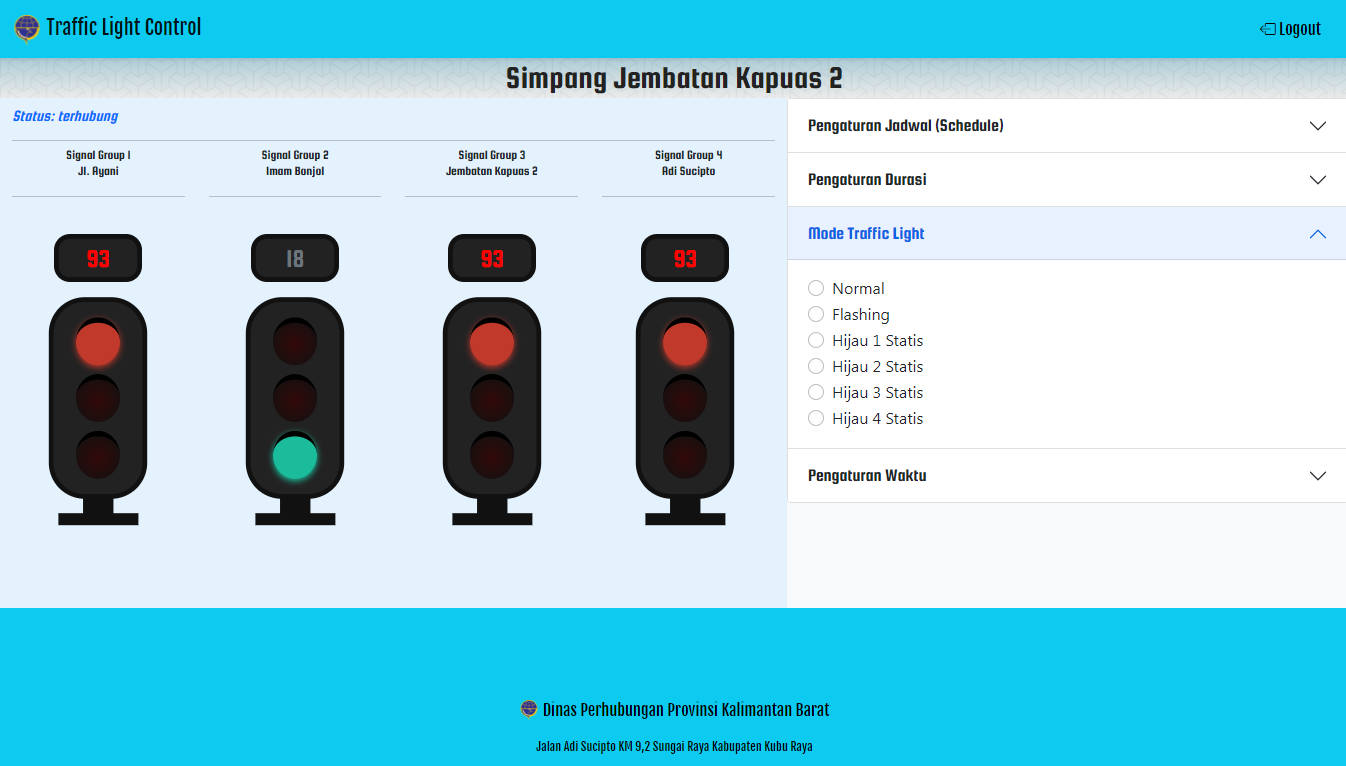 Traffic Light Control
Logout
Simpang Jembatan Kapuas 2
Status: terhubung
Signal Group 1
Jl. Ayani
Signal Group 2
Imam Bonjol
Signal Group 3
Jembatan Kapuas 2
Signal Group 4
Adi Sucipto
93
18
93
93
Pengaturan Jadwal (Schedule)
Pengaturan Durasi
Mode Traffic Light
Normal
Flashing
Hijau 1 Statis
Hijau 2 Statis
Hijau 3 Statis
Hijau 4 Statis
Pengaturan Waktu
Dinas Perhubungan Provinsi Kalimantan Barat
Jalan Adi Sucipto KM 9,2 Sungai Raya Kabupaten Kubu Raya